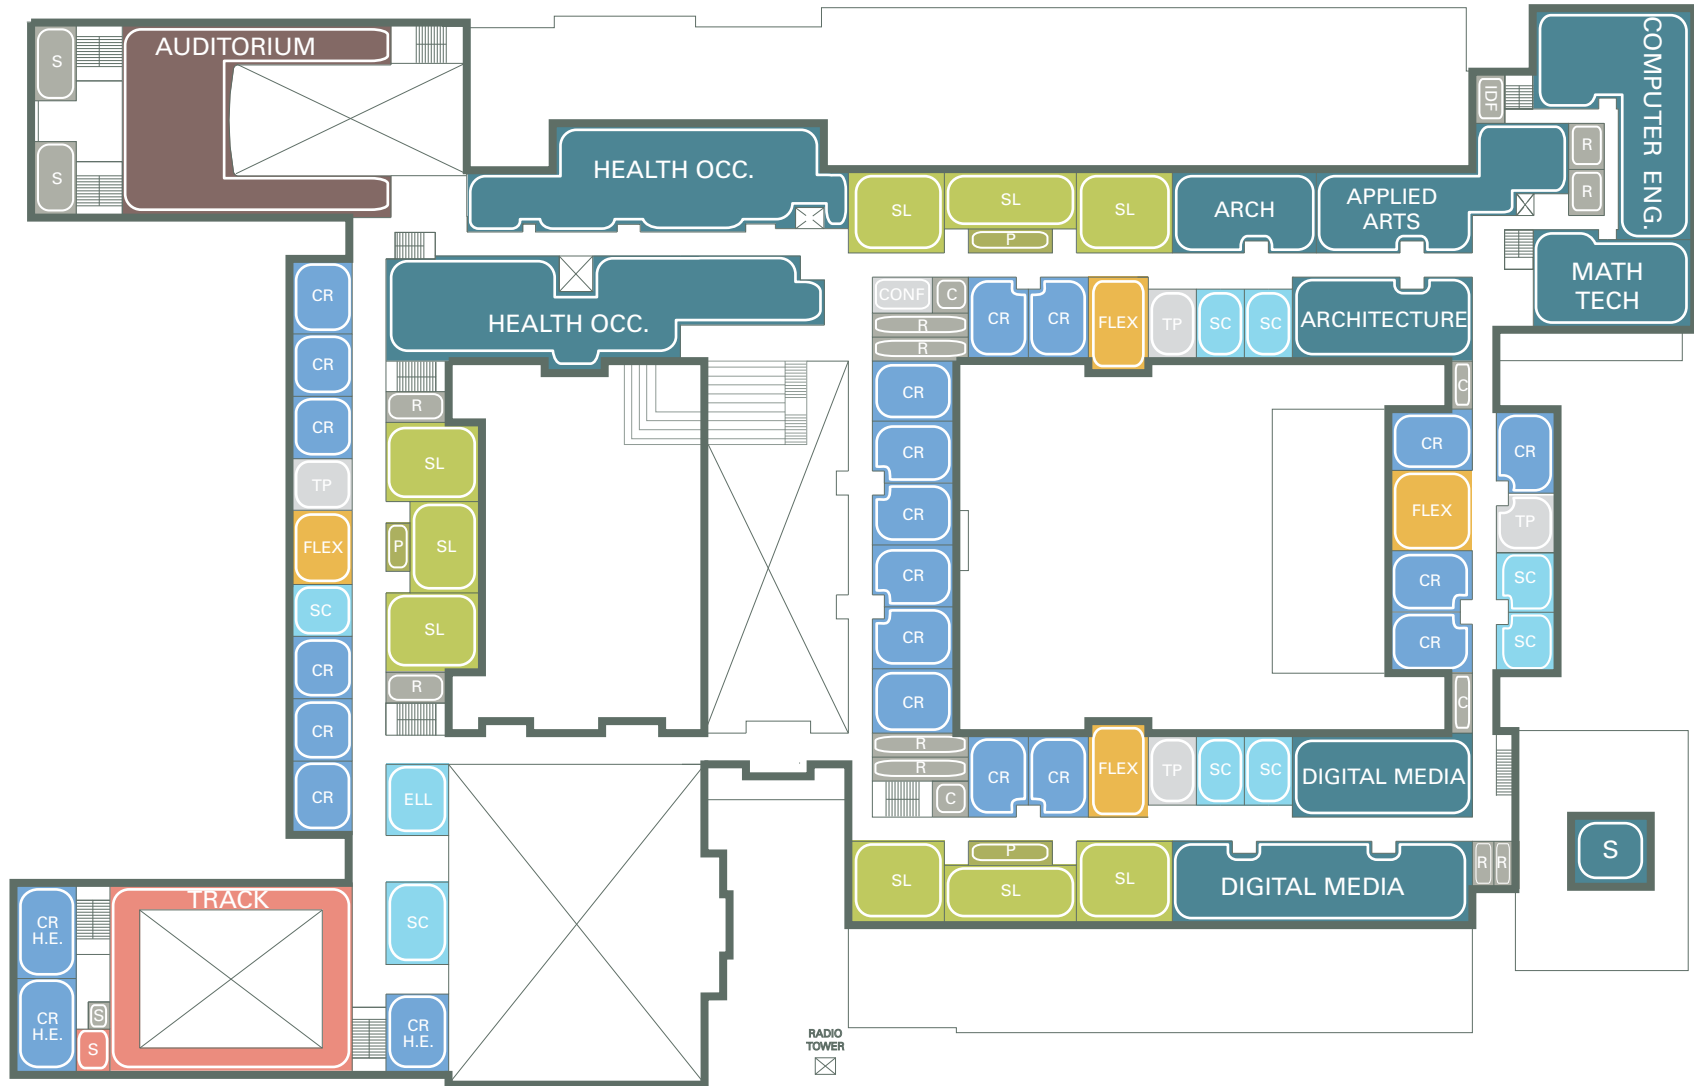 AUDITORIUM
S
S
COMPUTER ENG.
IDF
R
R
HEALTH OCC.
SL
SL
SL
P
ARCH
APPLIED
ARTS
MATH
TECH
HEALTH OCC.
CR
CR
CR
TP
FLEX
SC
CR
CR
CR
R
SL
P
SL
SL
R
CONF
C
R
R
CR
CR
FLEX
TP
SC
SC
ARCHITECTURE
C
CR
CR
CR
CR
CR
CR
CR
FLEX
CR
CR
C
CR
TP
SC
SC
R
R
C
CR
CR
FLEX
TP
SC
SC
DIGITAL MEDIA
ELL
SC
CR
H.E.
SL
P
SL
SL
DIGITAL MEDIA
R
R
S
TRACK
CR
H.E.
CR
H.E.
S
S
RADIO
TOWER